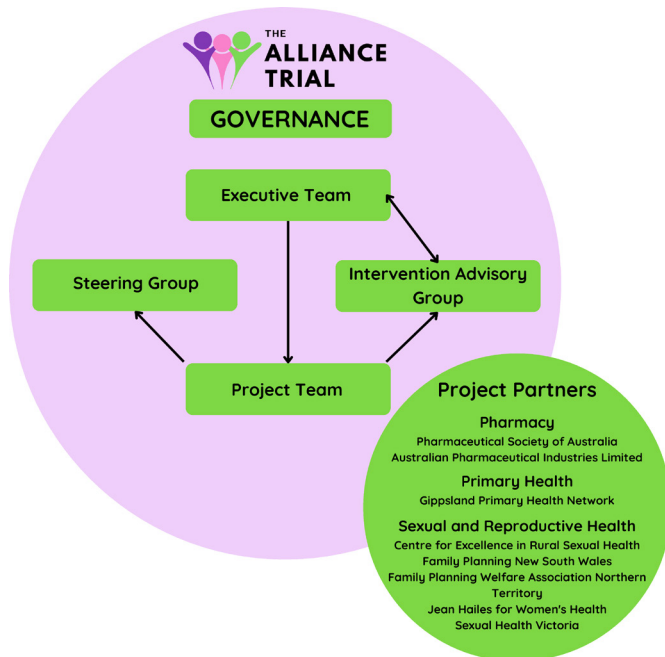 THE
ALLIANCE
TRIAL
GOVERNANCE
Executive Team
Steering Group
Intervention Advisory
Group
Project Team
Project Partners
Pharmacy
Pharmaceutical Society of Australia
Australian Pharmaceutical Industries Limited
Primary Health
Gippsland Primary Health Network
Sexual and Reproductive Health
Centre for Excellence in Rural Sexual Health
Family Planning New South Wales
Family Planning Welfare Association Northern
Territory
Jean Hailes for Women's Health
Sexual Health Victoria